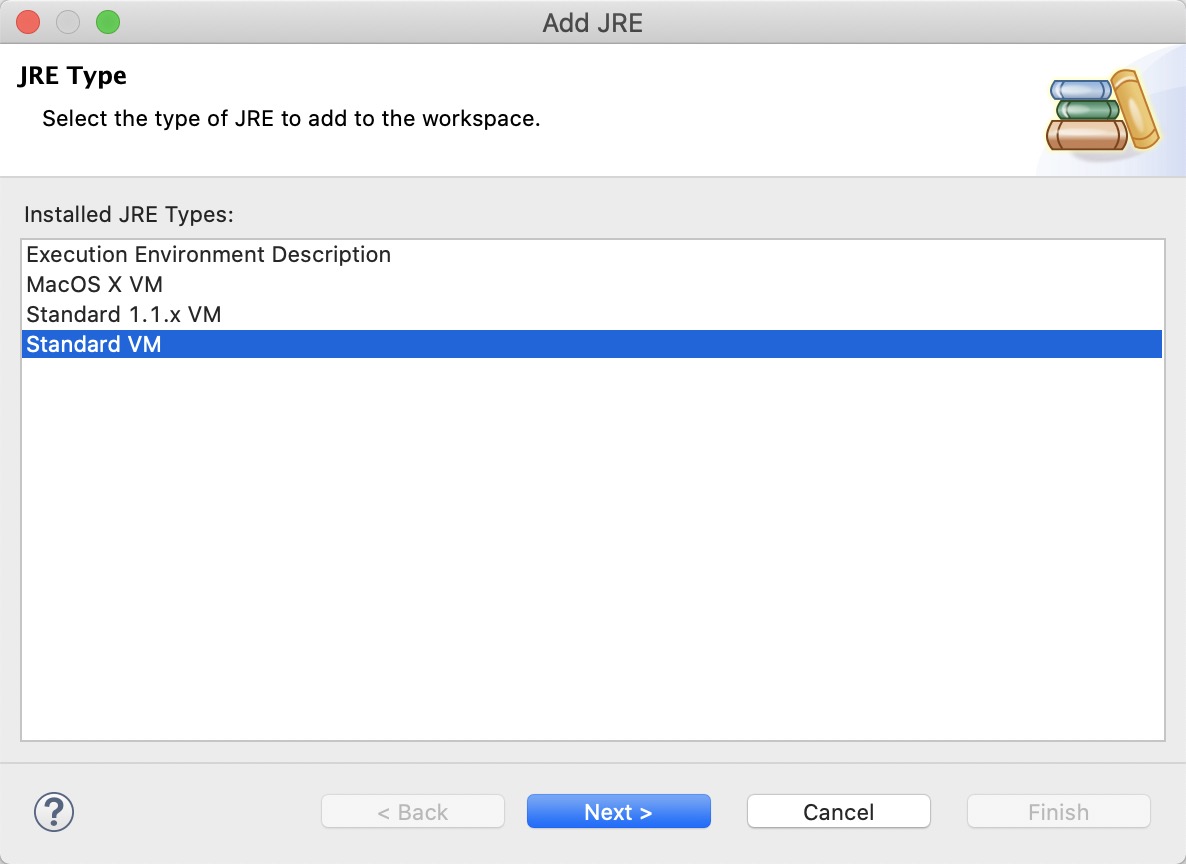 Add JRE
JRE Type
Select the type of JRE to add to the workspace.
Installed JRE Types:
Execution Environment Description
MacOS X VM
Standard 1.1.x VM
Standard VM
? < Back Next > Cancel Finish